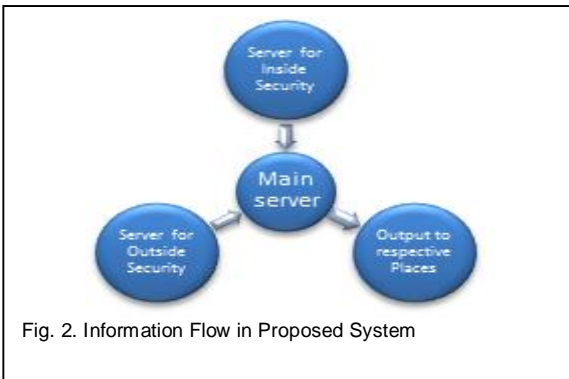 Server for
Inside
Security
Main
server
Server for
Outside
Security
Output to
respective
Places
Fig. 2. Information Flow in Proposed System